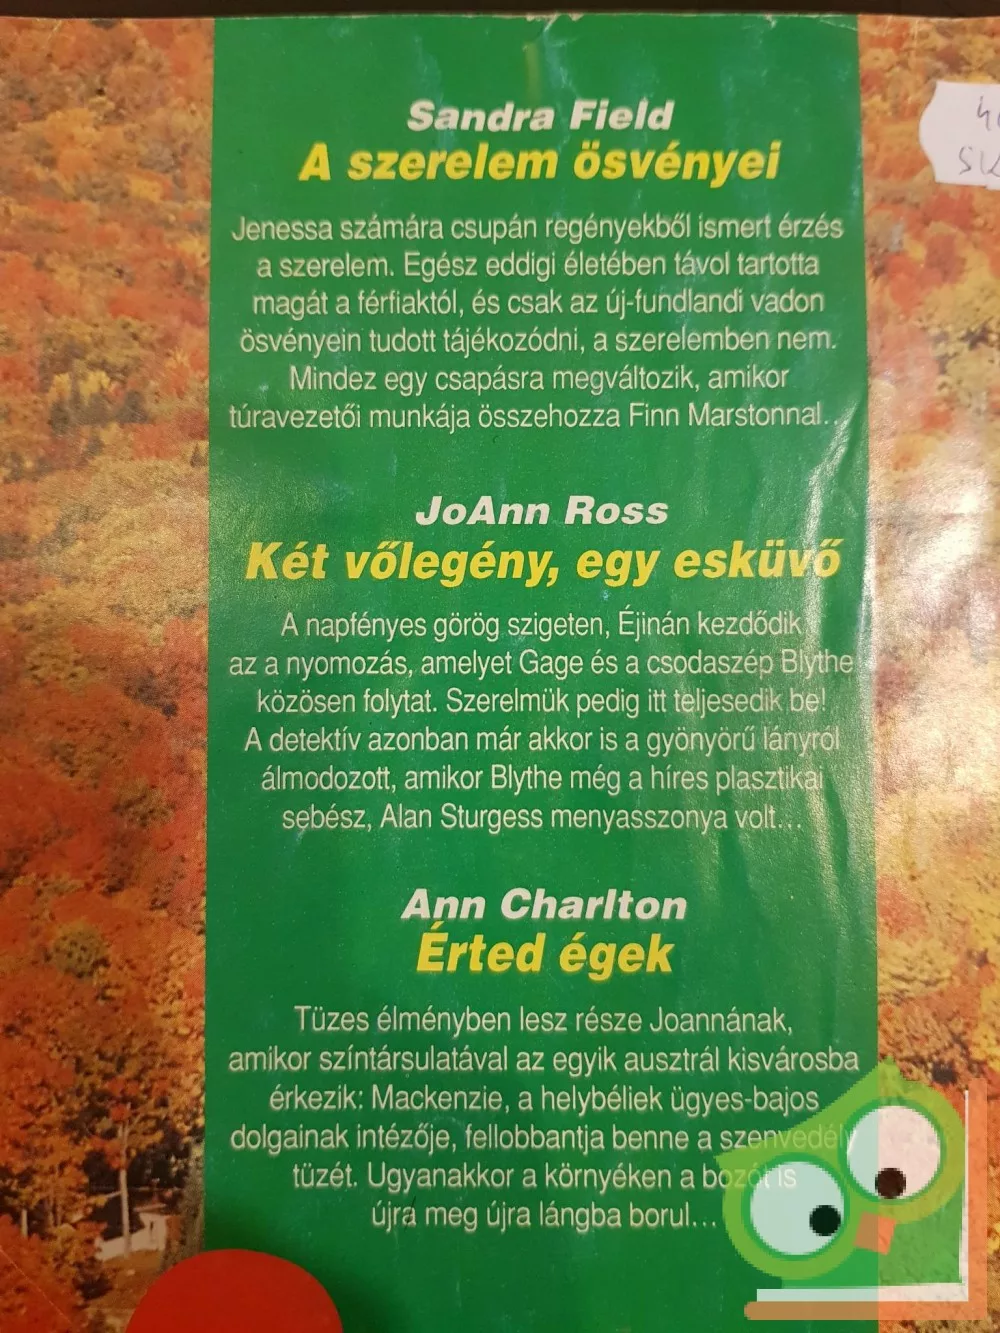 Sandra Field
A szerelem ösvényei
Jenessa számára csupán regényekből ismert érzés
a szerelem. Egész eddigi életében távol tartotta
magát a férfiaktól, és csak az új-fundlandi vadon
ösvényein tudott tájékozódni, a szerelemben nem.
Mindez egy csapásra megváltozik, amikor
túravezetői munkája összehozza Finn Marstonnal...
JoAnn Ross
Két vőlegény, egy esküvő
A napfényes görög szigeten, Éjinán kezdődik
az a nyomozás, amelyet Gage és a csodaszép Blythe
közösen folytat. Szerelmük pedig itt teljesedik be!
A detektív azonban már akkor is a gyönyörű lányról
álmodozott, amikor Blythe még a híres plasztikai
sebész, Alan Sturgess menyasszonya volt...
Ann Charlton
Érted égek
Tüzes élményben lesz része Joannának,
amikor színtársulatával az egyik ausztrál kisvárosba
érkezik: Mackenzie, a helybéliek ügyes-bajos
dolgainak intézője, fellobbantja benne a szenvedély
tüzét. Ugyanakkor a környéken a bozót is
újra meg újra lángba borul...